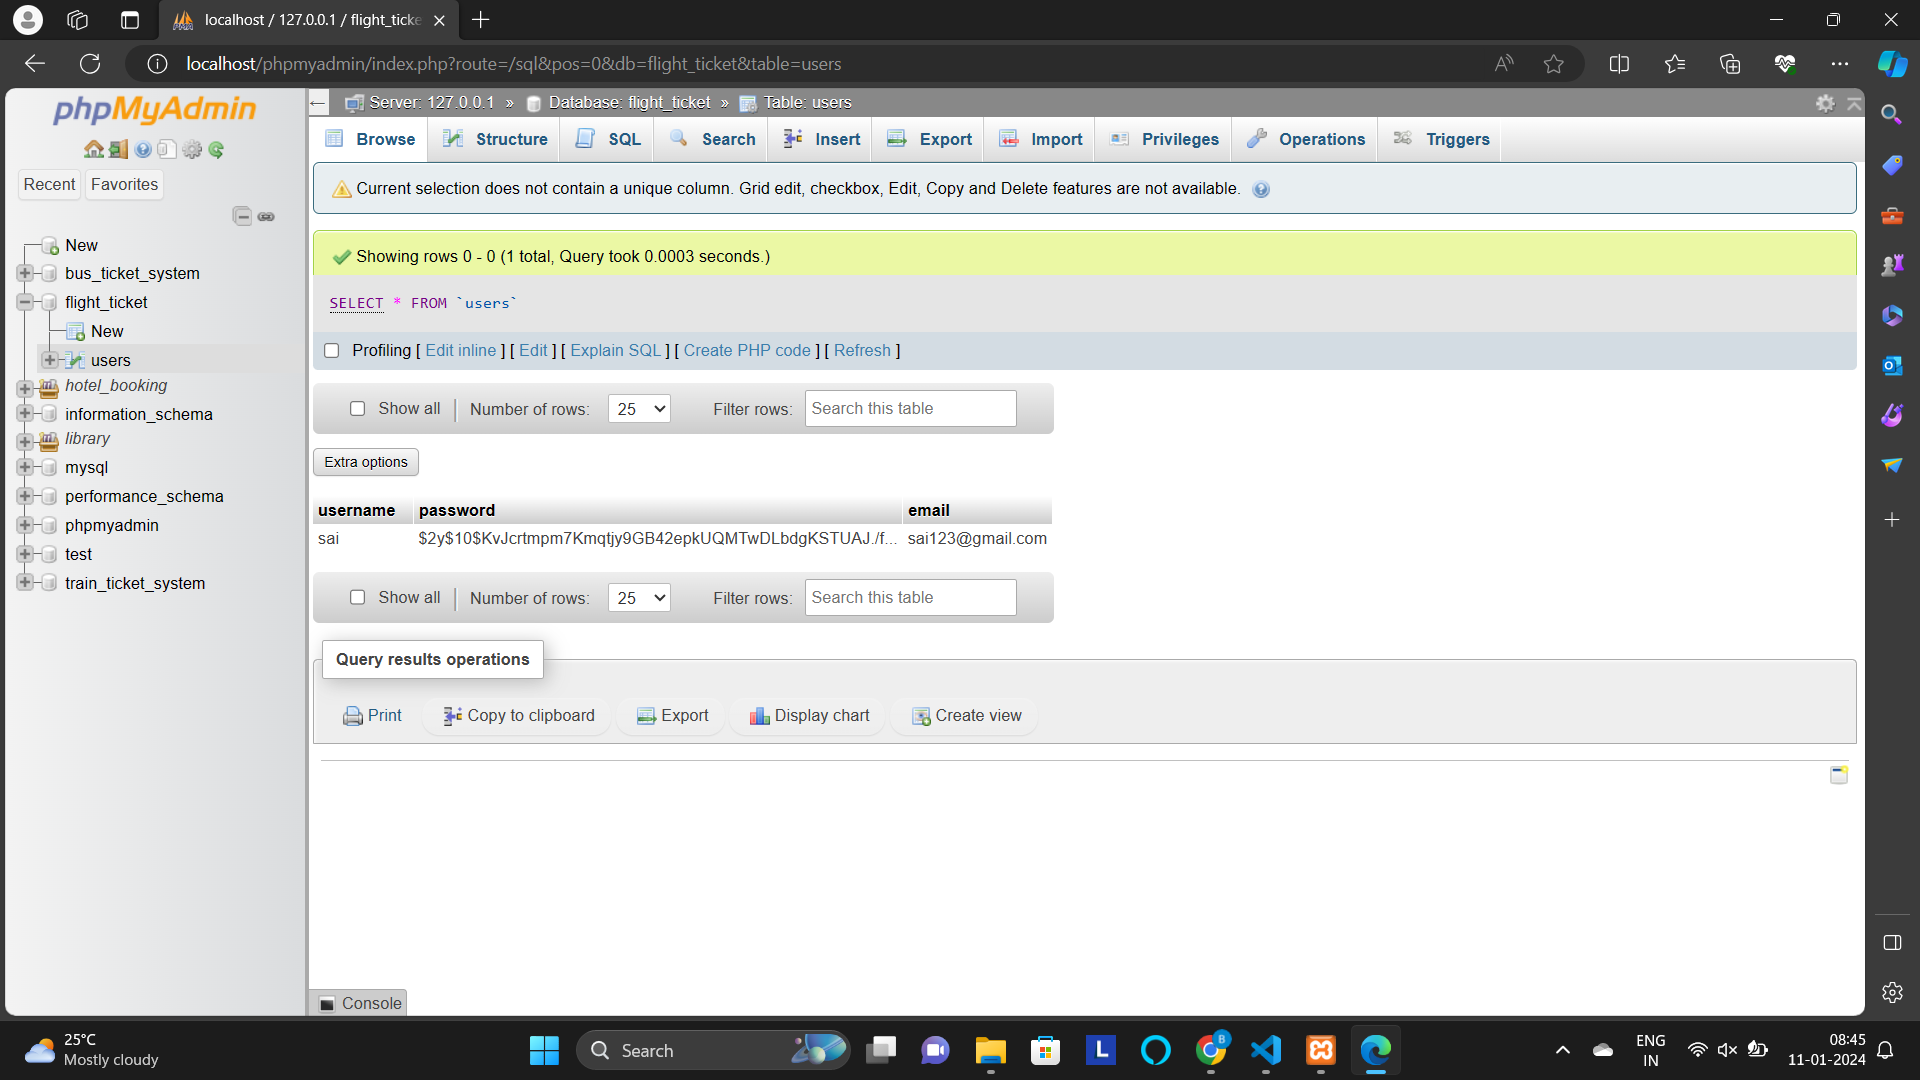 localhost / 127.0.0.1 / flight_ticke
localhost/phpmyadmin/index.php?route=/sql&pos=0&db=flight_ticket&table=users
phpMyAdmin
Recent Favorites
New
bus_ticket_system
flight_ticket
New
users
hotel_booking
information_schema
library
mysql
performance_schema
phpmyadmin
test
train_ticket_system
Server: 127.0.0.1 » Database: flight_ticket » Table: users
Browse Structure SQL Search Insert Export Import Privileges Operations Triggers
Current selection does not contain a unique column. Grid edit, checkbox, Edit, Copy and Delete features are not available.
Showing rows 0 - 0 (1 total, Query took 0.0003 seconds.)
SELECT * FROM `users`
Profiling [ Edit inline ] [ Edit ] [ Explain SQL ] [ Create PHP code ] [ Refresh ]
Show all Number of rows: 25 Filter rows: Search this table
Extra options
username password email
sai $2y$10$KvJcrtmpm7Kmqtjy9GB42epkUQMTwDLbdgKSTUAJ./f... sai123@gmail.com
Show all Number of rows: 25 Filter rows: Search this table
Query results operations
Print Copy to clipboard Export Display chart Create view
Console
25°C
Mostly cloudy
Search
ENG
IN
08:45
11-01-2024